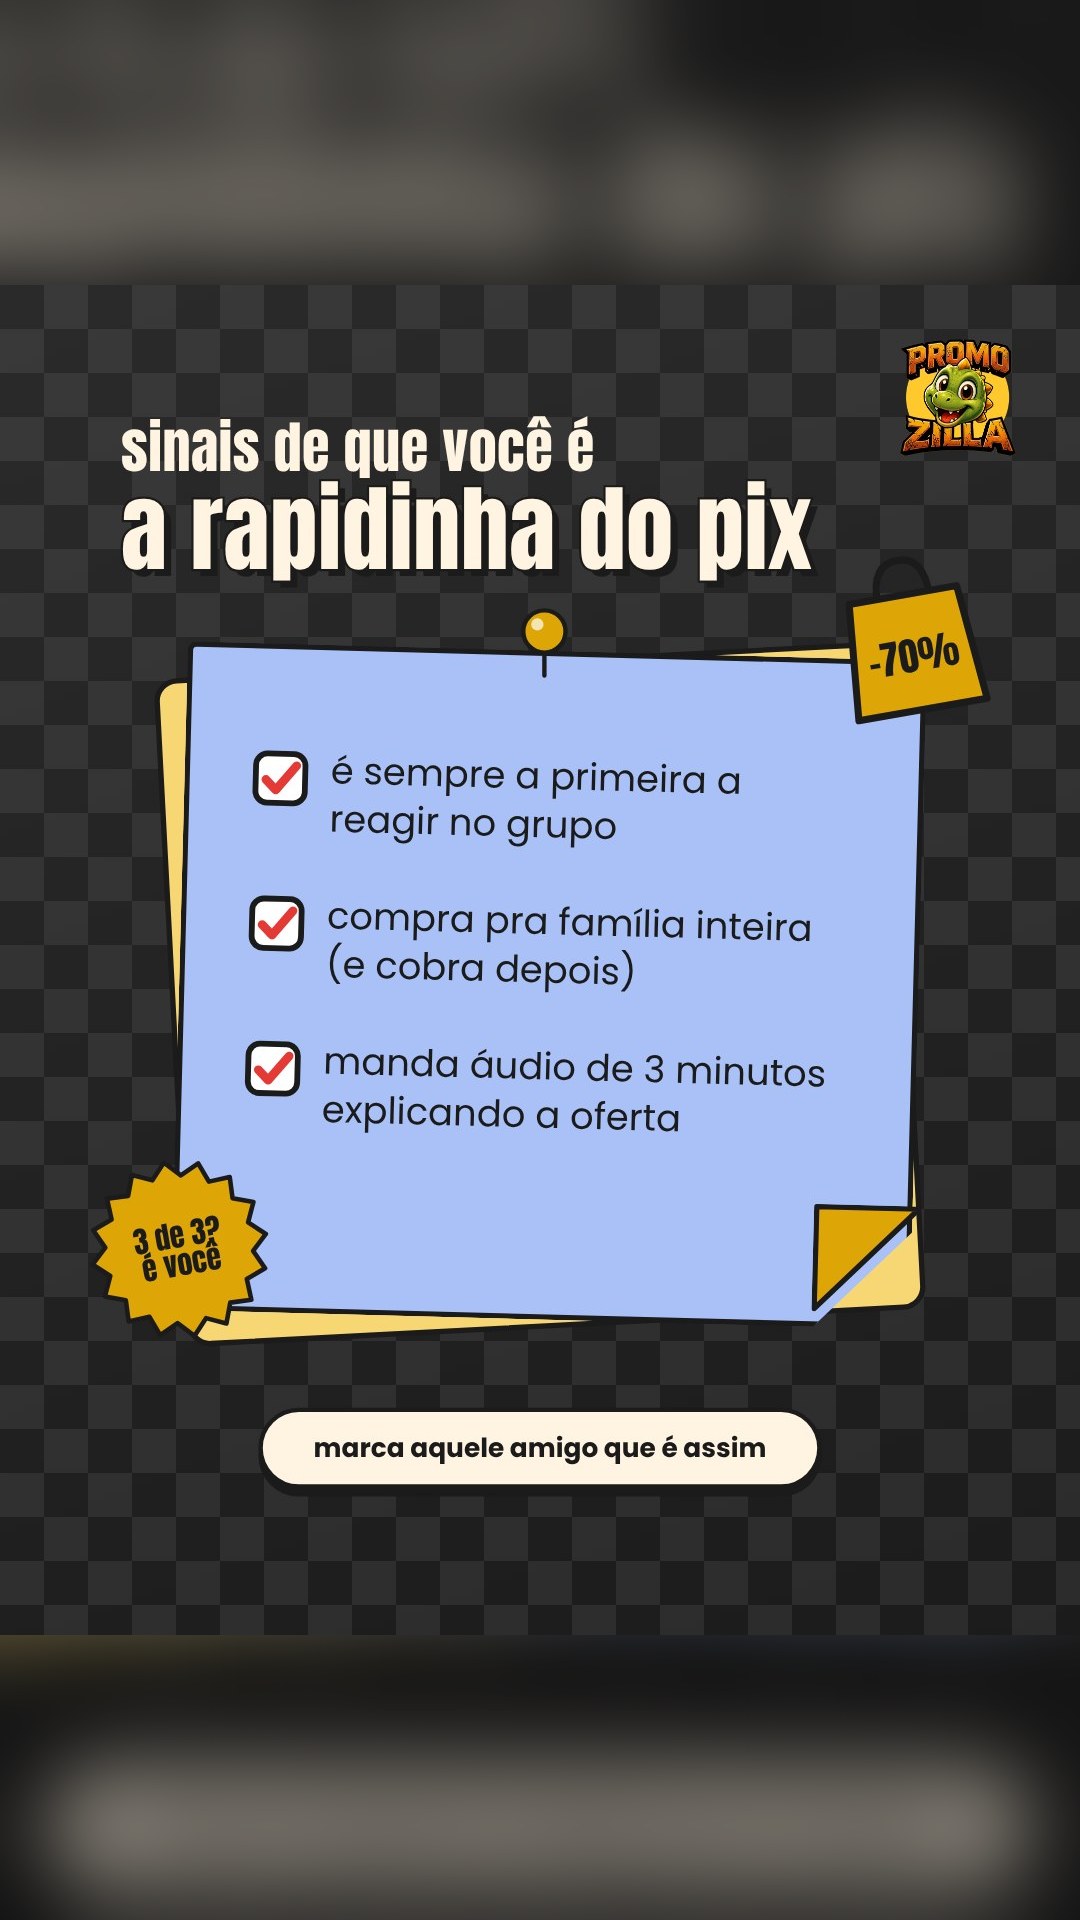 PROMO
ZILLA
sinais de que você é
a rapidinha do pix
-70%
é sempre a primeira a
reagir no grupo
compra pra família inteira
(e cobra depois)
manda áudio de 3 minutos
explicando a oferta
3 de 3?
é você
marca aquele amigo que é assim